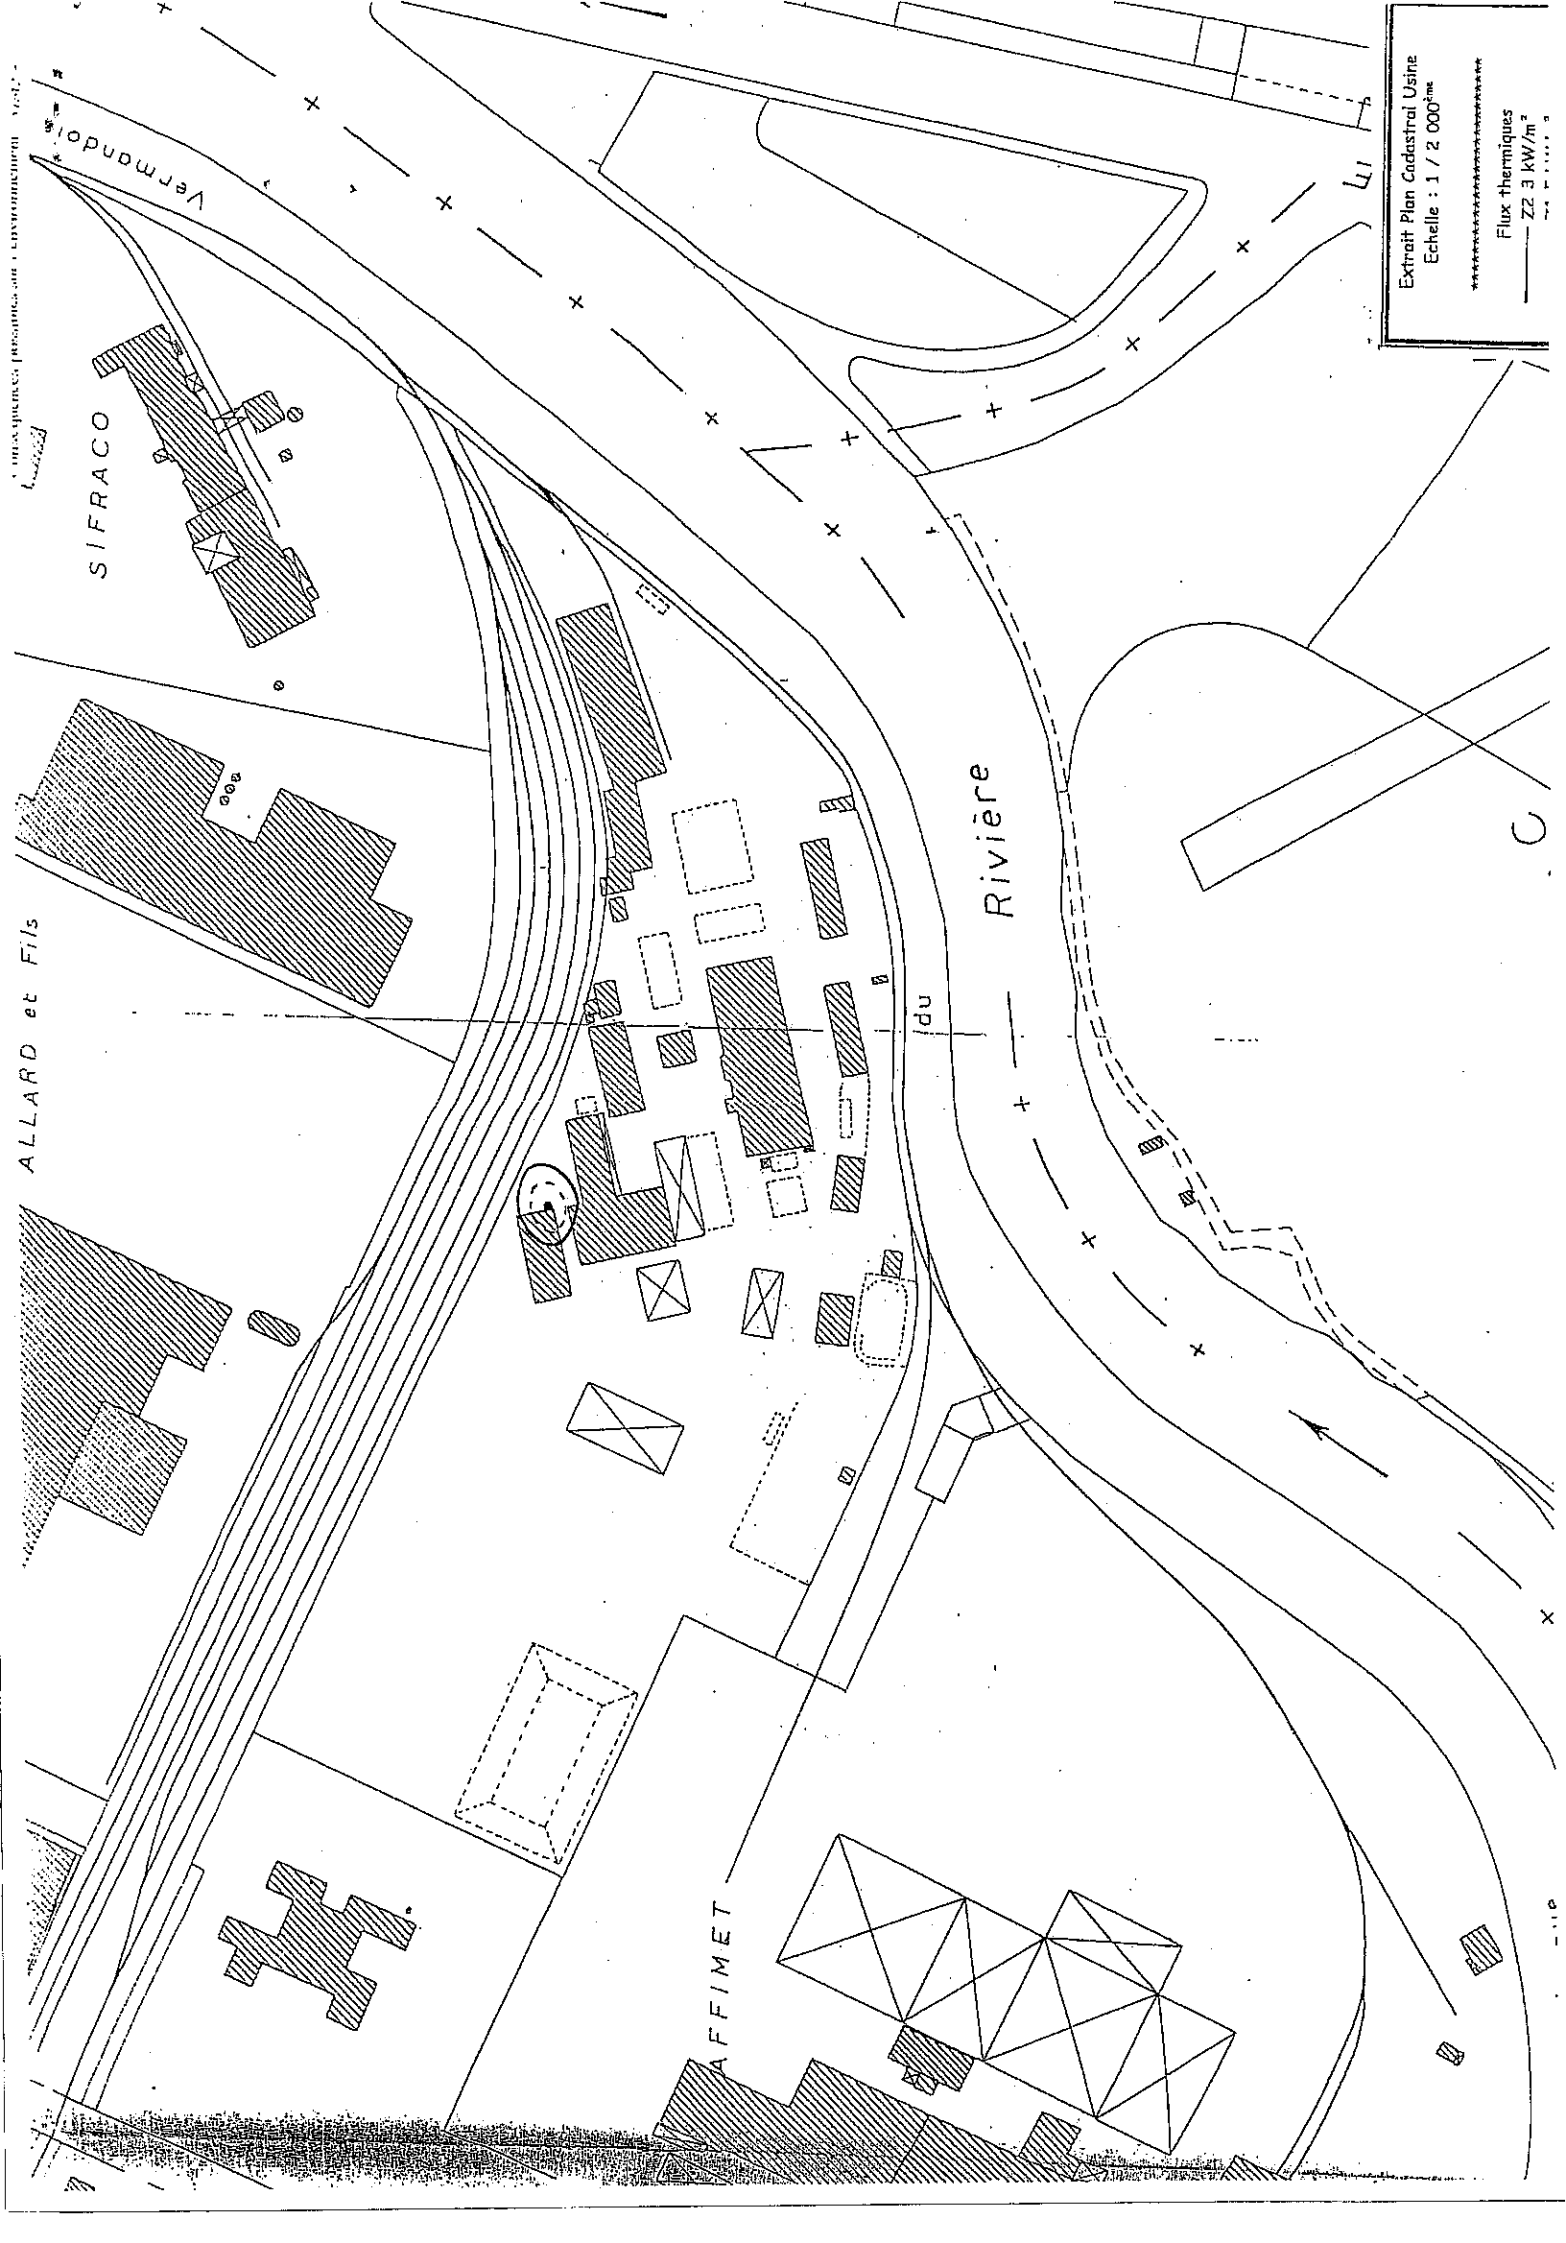 Vermandois
SIFRACO
ALLARD et Fils
Rivière
du
AFFIMET
C
Extrait Plan Cadastral Usine
Echelle : 1 / 2 000ème
Flux thermiques
Z2 3 kW/m²